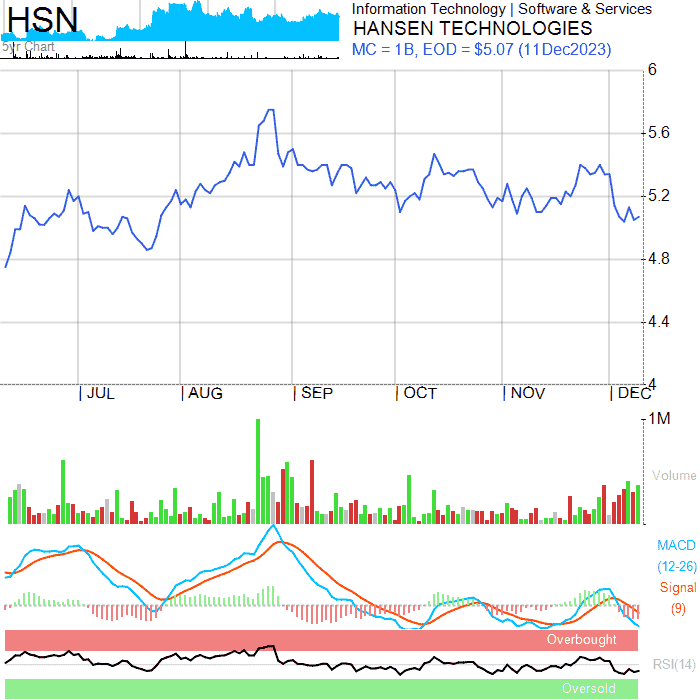 HSN
5yr Chart
Information Technology | Software & Services
HANSEN TECHNOLOGIES
MC = 1B, EOD = $5.07 (11Dec2023)
6
5.6
5.2
4.8
4.4
4
| JUL | AUG | SEP | OCT | NOV | DEC
1M
Volume
MACD
(12-26)
Signal
(9)
Overbought
RSI(14)
Oversold